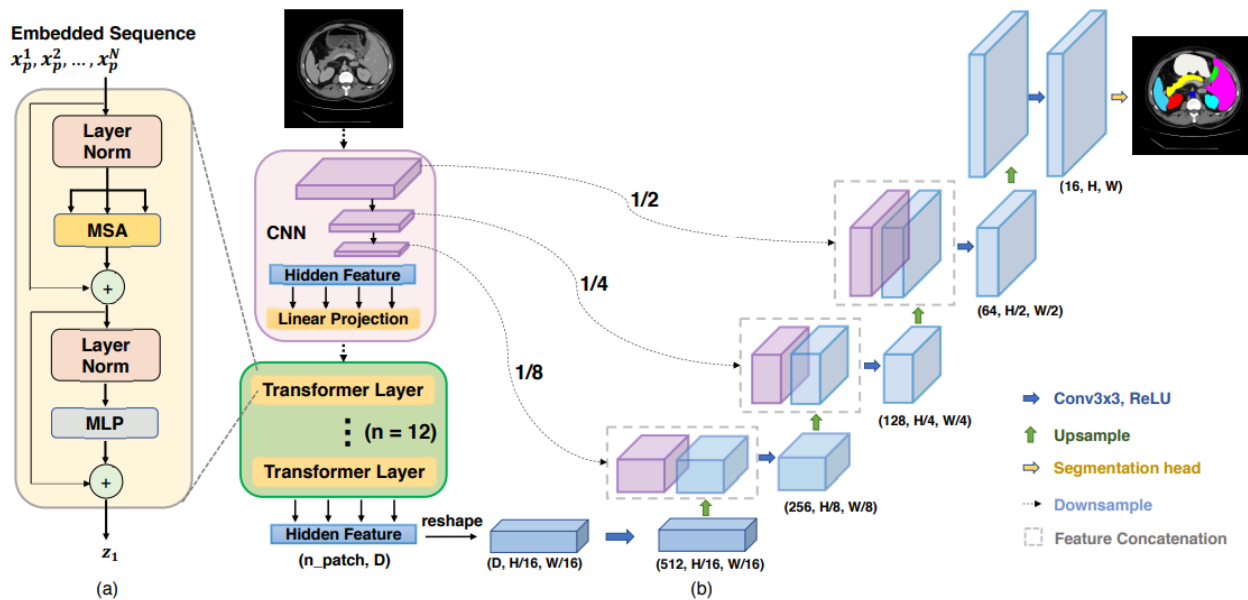 Embedded Sequence
x_p^1, x_p^2, ... , x_p^N
Layer
Norm
MSA
+
Layer
Norm
MLP
+
z_1
(a)
CNN
Hidden Feature
Linear Projection
Transformer Layer
(n = 12)
Transformer Layer
Hidden Feature
(n_patch, D)
reshape
(D, H/16, W/16)
(512, H/16, W/16)
(b)
1/2
1/4
1/8
(256, H/8, W/8)
(128, H/4, W/4)
(64, H/2, W/2)
(16, H, W)
Conv3x3, ReLU
Upsample
Segmentation head
Downsample
Feature Concatenation